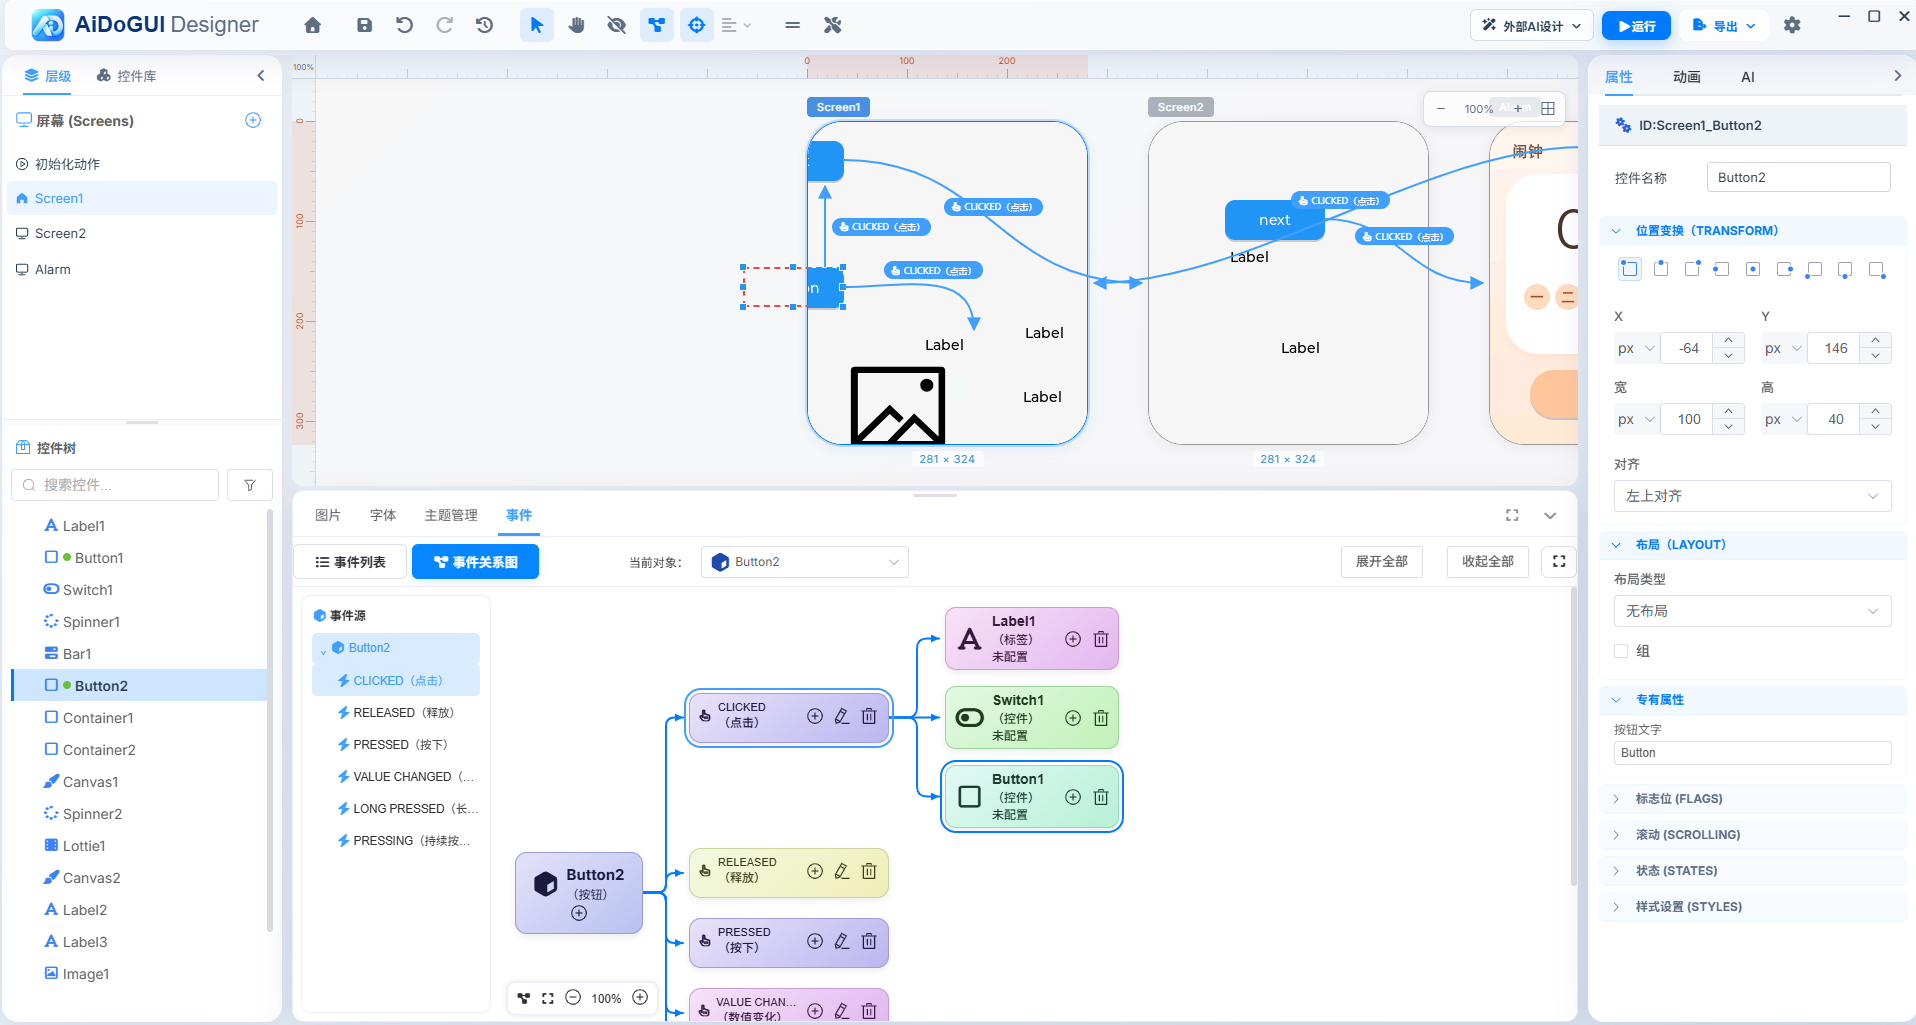 AiDoGUI Designer
外部AI设计
运行
导出
层级
控件库
屏幕 (Screens)
初始化动作
Screen1
Screen2
Alarm
控件树
搜索控件...
Label1
Button1
Switch1
Spinner1
Bar1
Button2
Container1
Container2
Canvas1
Spinner2
Lottie1
Canvas2
Label2
Label3
Image1
100%
0
100
200
0
100
200
300
Screen1
Screen2
100%
CLICKED（点击）
CLICKED（点击）
CLICKED（点击）
on
Label
Label
Label
281 × 324
next
CLICKED（点击）
CLICKED（点击）
Label
Label
281 × 324
闹钟
一
二
图片
字体
主题管理
事件
事件列表
事件关系图
当前对象：
Button2
展开全部
收起全部
事件源
Button2
CLICKED（点击）
RELEASED（释放）
PRESSED（按下）
VALUE CHANGED（...
LONG PRESSED（长...
PRESSING（持续按...
Button2
（按钮）
CLICKED
（点击）
RELEASED
（释放）
PRESSED
（按下）
VALUE CHAN...
（数值变化）
Label1
（标签）
未配置
Switch1
（控件）
未配置
Button1
（控件）
未配置
100%
属性
动画
AI
ID:Screen1_Button2
控件名称
Button2
位置变换（TRANSFORM）
X
Y
px
-64
px
146
宽
高
px
100
px
40
对齐
左上对齐
布局（LAYOUT）
布局类型
无布局
组
专有属性
按钮文字
Button
标志位 (FLAGS)
滚动 (SCROLLING)
状态 (STATES)
样式设置 (STYLES)